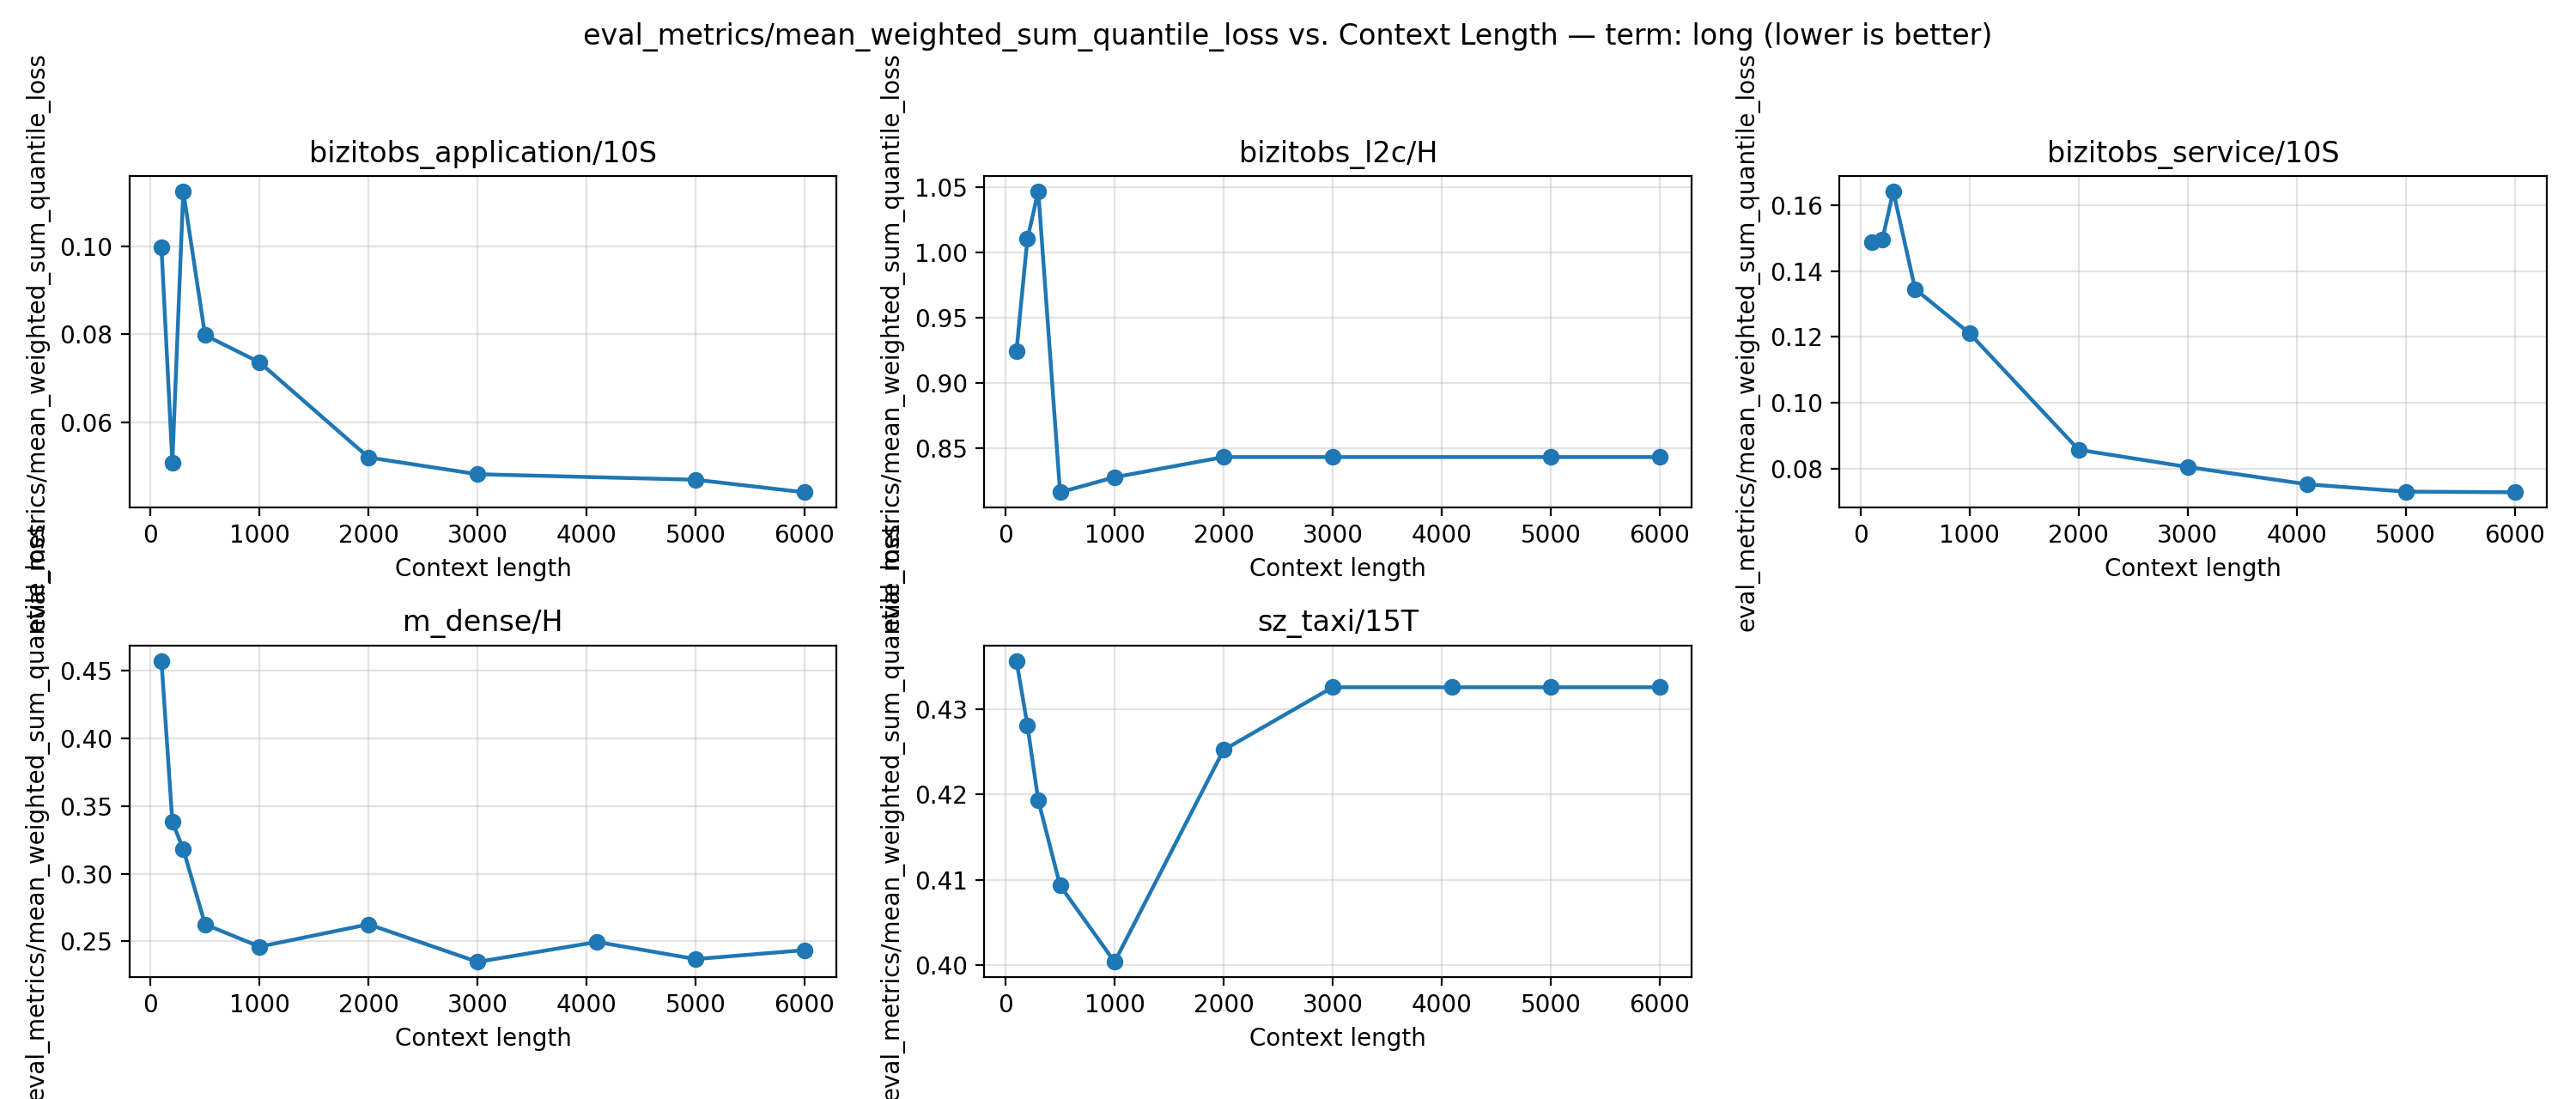 eval_metrics/mean_weighted_sum_quantile_loss vs. Context Length — term: long (lower is better)
bizitobs_application/10S
eval_metrics/mean_weighted_sum_quantile_loss
0.10
0.08
0.06
0 1000 2000 3000 4000 5000 6000
Context length
bizitobs_l2c/H
eval_metrics/mean_weighted_sum_quantile_loss
1.05
1.00
0.95
0.90
0.85
0 1000 2000 3000 4000 5000 6000
Context length
bizitobs_service/10S
eval_metrics/mean_weighted_sum_quantile_loss
0.16
0.14
0.12
0.10
0.08
0 1000 2000 3000 4000 5000 6000
Context length
m_dense/H
eval_metrics/mean_weighted_sum_quantile_loss
0.45
0.40
0.35
0.30
0.25
0 1000 2000 3000 4000 5000 6000
Context length
sz_taxi/15T
eval_metrics/mean_weighted_sum_quantile_loss
0.43
0.42
0.41
0.40
0 1000 2000 3000 4000 5000 6000
Context length